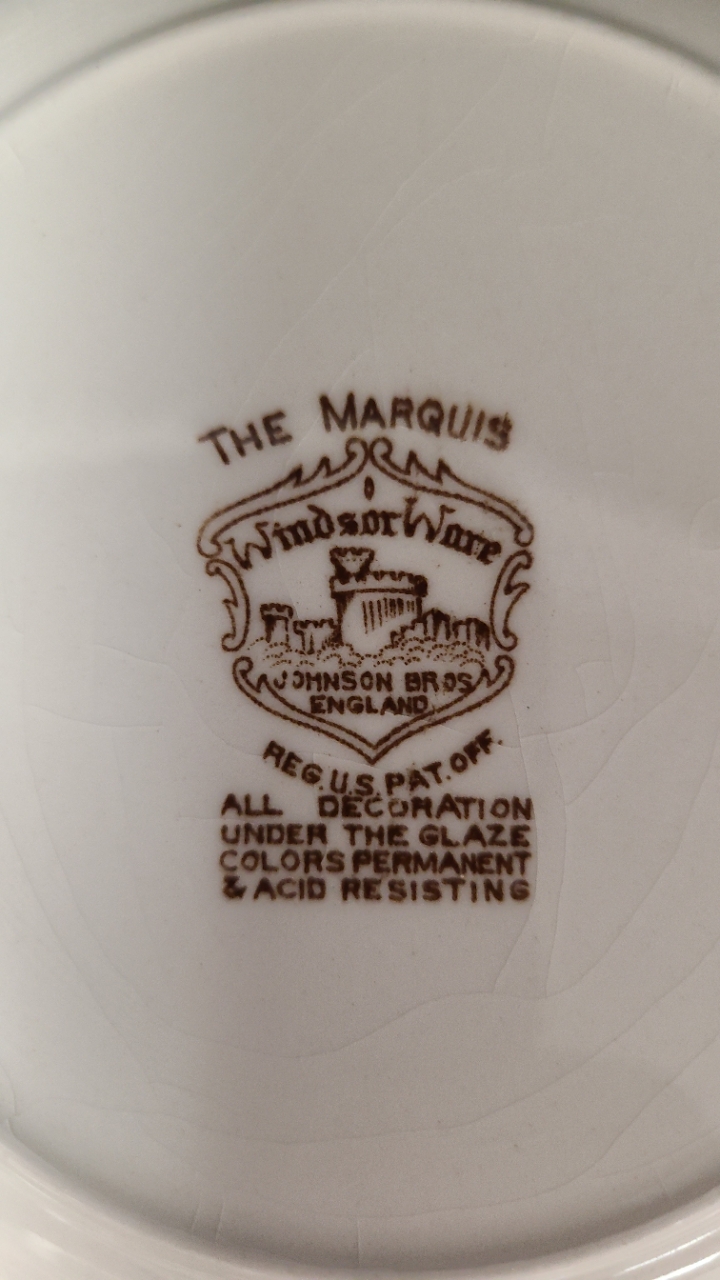 THE MARQUIS
Windsor Ware
JOHNSON BROS
ENGLAND.
REG. U.S. PAT. OFF.
ALL DECORATION
UNDER THE GLAZE
COLORS PERMANENT
& ACID RESISTING